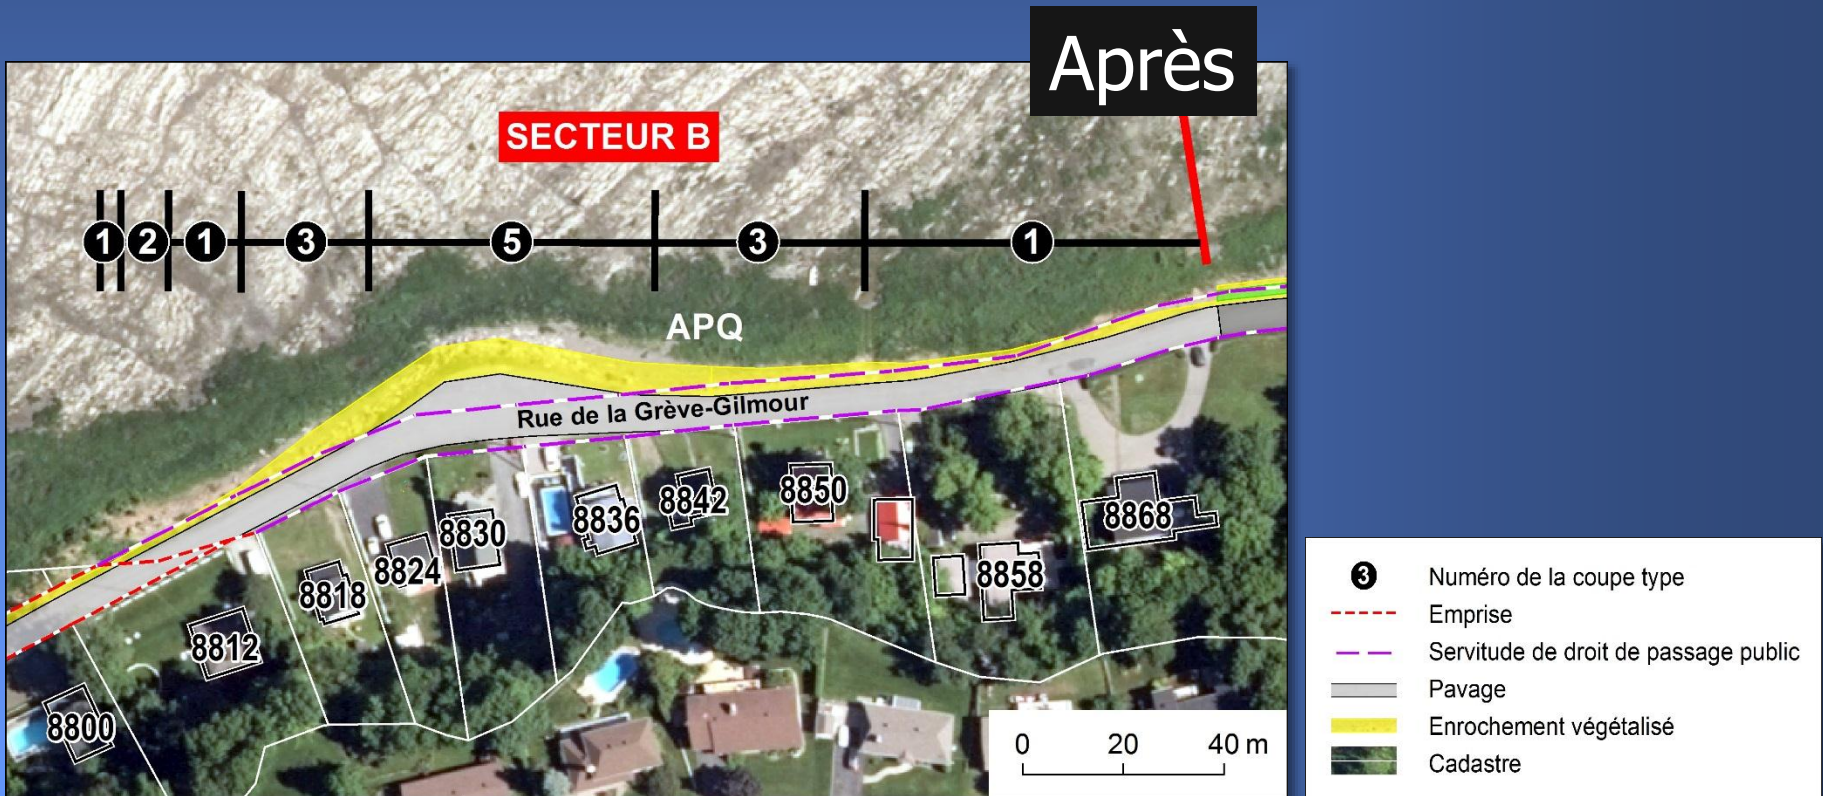 Après
SECTEUR B
1 2 1 3 5 3 1
APQ
Rue de la Grève-Gilmour
8800
8812
8818
8824
8830
8836
8842
8850
8858
8868
0 20 40 m
3 Numéro de la coupe type
Emprise
Servitude de droit de passage public
Pavage
Enrochement végétalisé
Cadastre